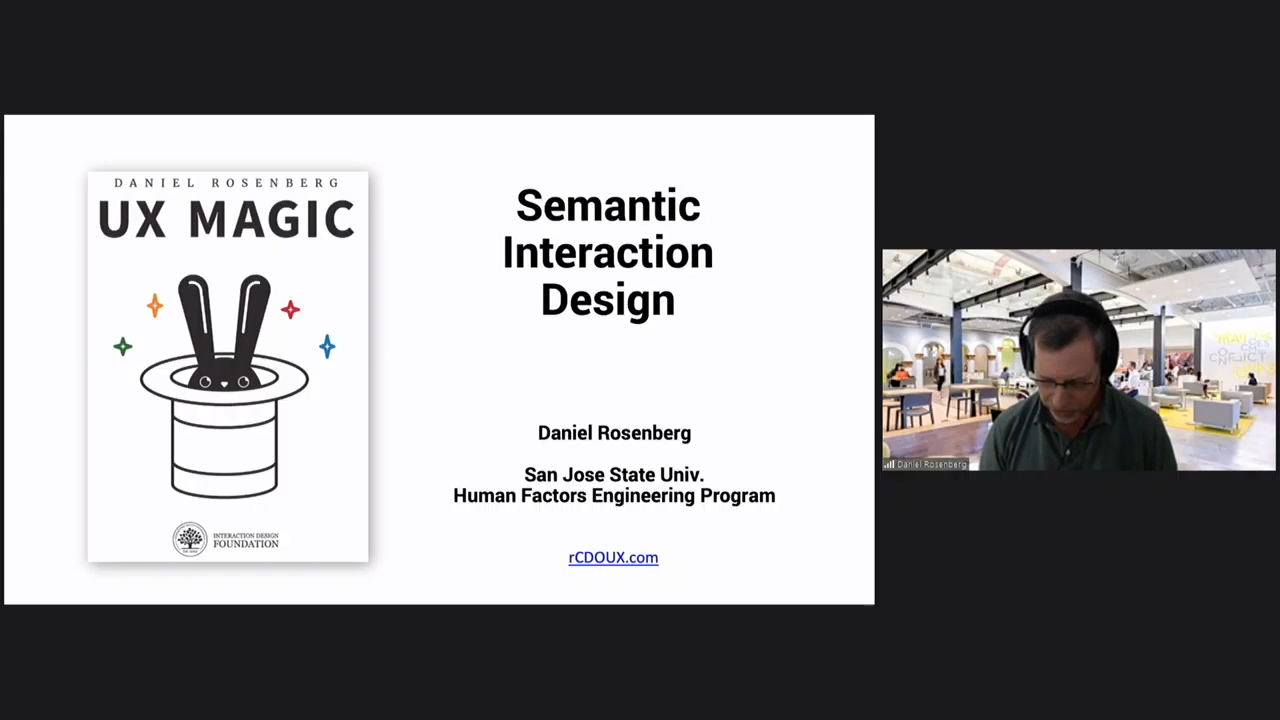 DANIEL ROSENBERG
UX MAGIC
INTERACTION DESIGN
FOUNDATION
Semantic
Interaction
Design
Daniel Rosenberg
San Jose State Univ.
Human Factors Engineering Program
rCDOUX.com
Daniel Rosenberg